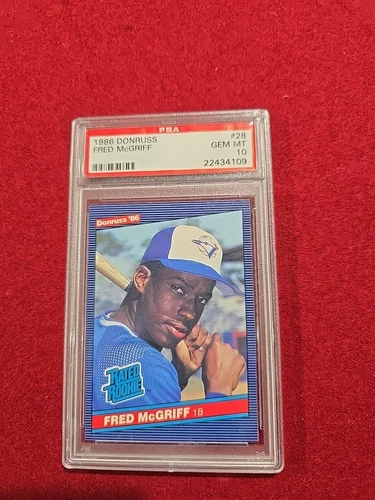 PSA
1986 DONRUSS #28
FRED McGRIFF GEM MT
10
22434109
Donruss '86
RATED
ROOKIE
FRED McGRIFF 1B